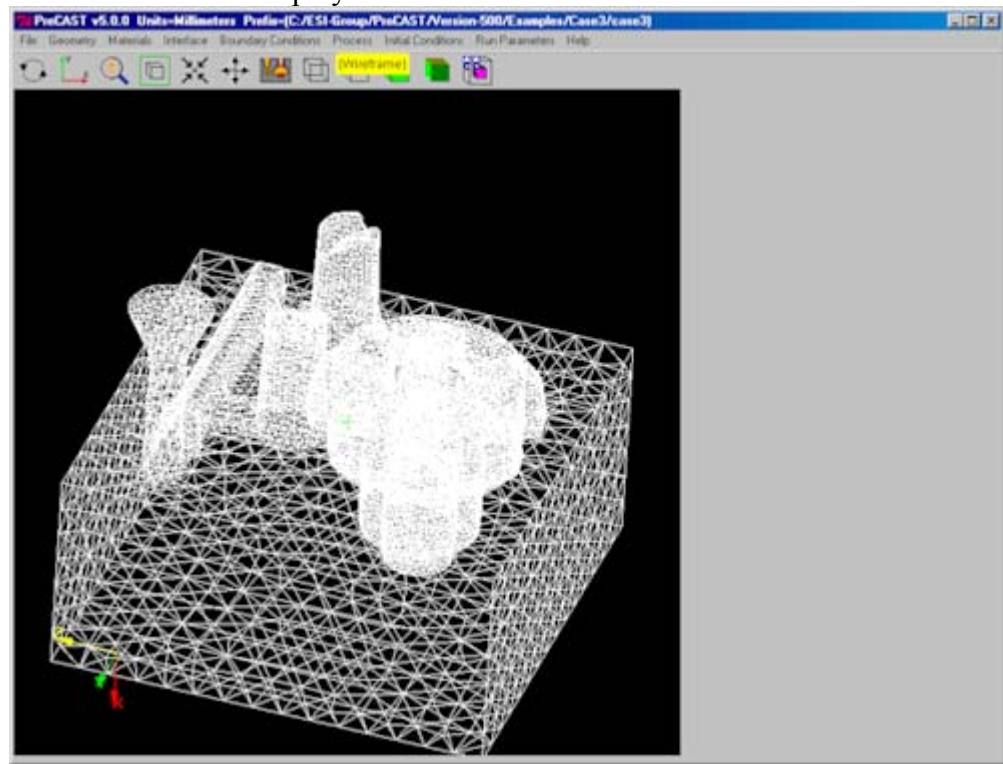 PreCAST v5.0.0 Units=Millimeters Prefix=(C:/ESI-Group/ProCAST/Version-500/Examples/Case3/case3)
File Geometry Materials Interface Boundary Conditions Process Initial Conditions Run Parameters Help
(Wireframe)